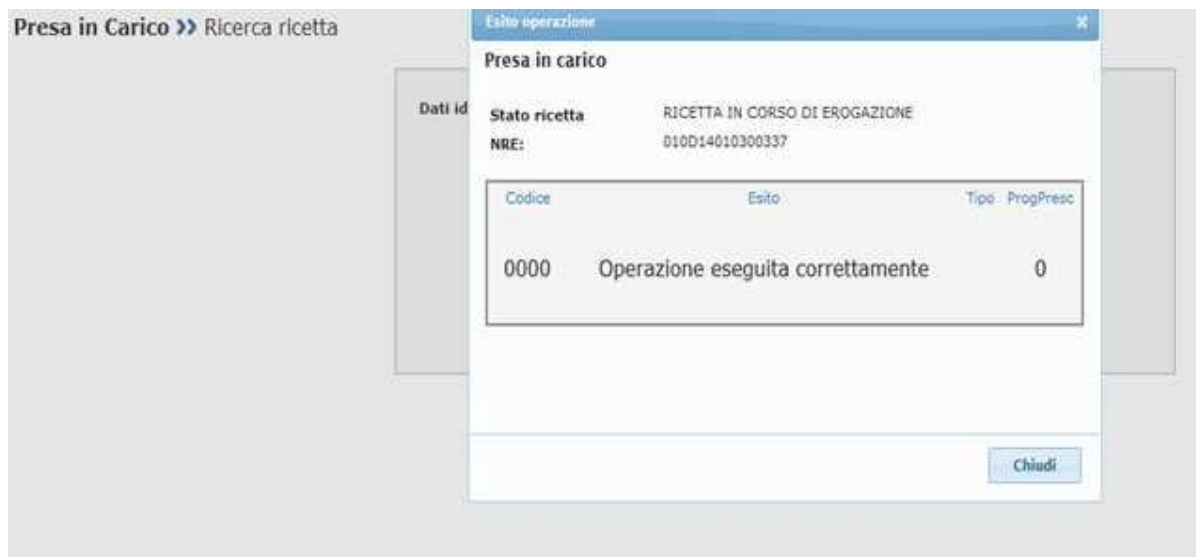 Presa in Carico >> Ricerca ricetta
Esito operazione x
Presa in carico
Dati id
Stato ricetta RICETTA IN CORSO DI EROGAZIONE
NRE: 010D14010300337
Codice Esito Tipo ProgPresc
0000 Operazione eseguita correttamente 0
Chiudi